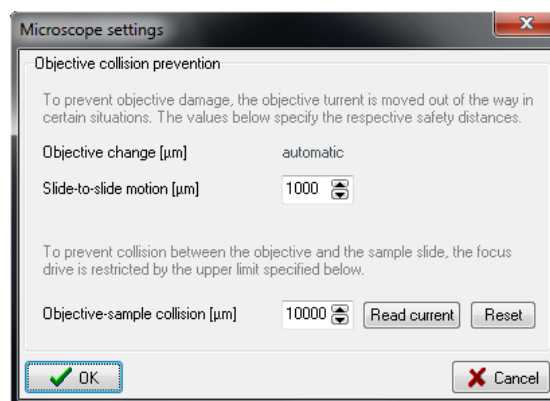 Microscope settings
Objective collision prevention
To prevent objective damage, the objective turrent is moved out of the way in
certain situations. The values below specify the respective safety distances.
Objective change [µm] automatic
Slide-to-slide motion [µm] 1000
To prevent collision between the objective and the sample slide, the focus
drive is restricted by the upper limit specified below.
Objective-sample collision [µm] 10000 Read current Reset
OK Cancel